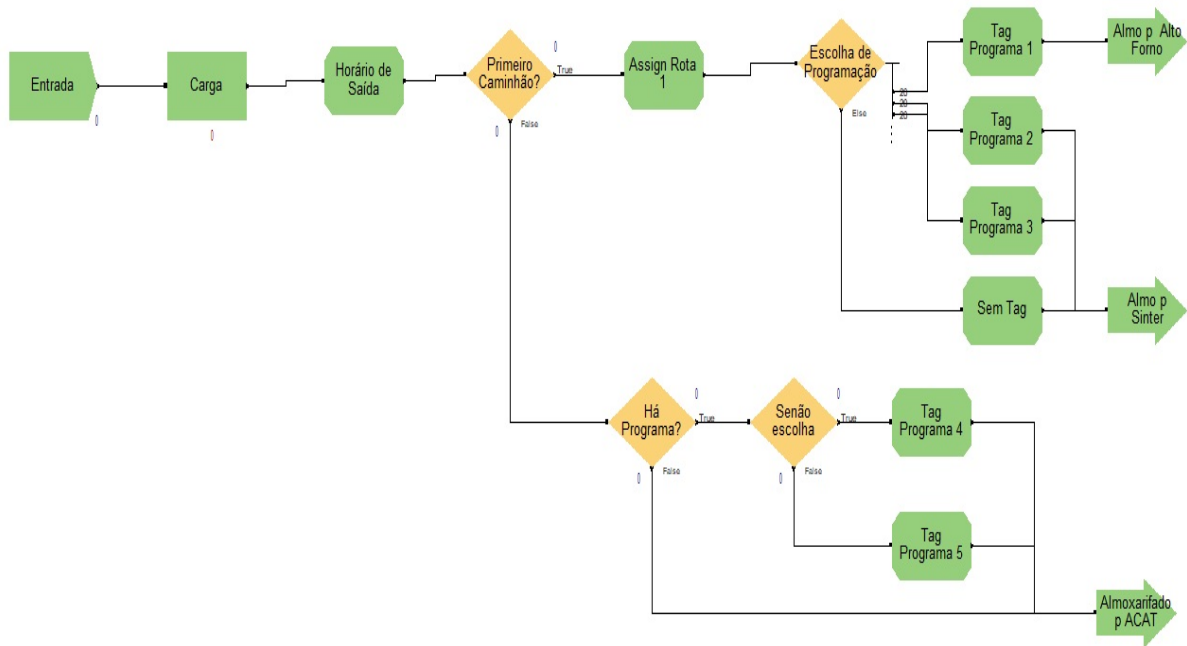 Entrada
0
Carga
0
Horário de
Saída
Primeiro
Caminhão?
0
True
0
False
Assign Rota
1
Escolha de
Programação
Else
20
20
20
Tag
Programa 1
Almo p Alto
Forno
Tag
Programa 2
Tag
Programa 3
Sem Tag
Almo p
Sinter
Há
Programa?
0
True
0
False
Senão
escolha
0
True
0
False
Tag
Programa 4
Tag
Programa 5
Almoxarifado
p ACAT